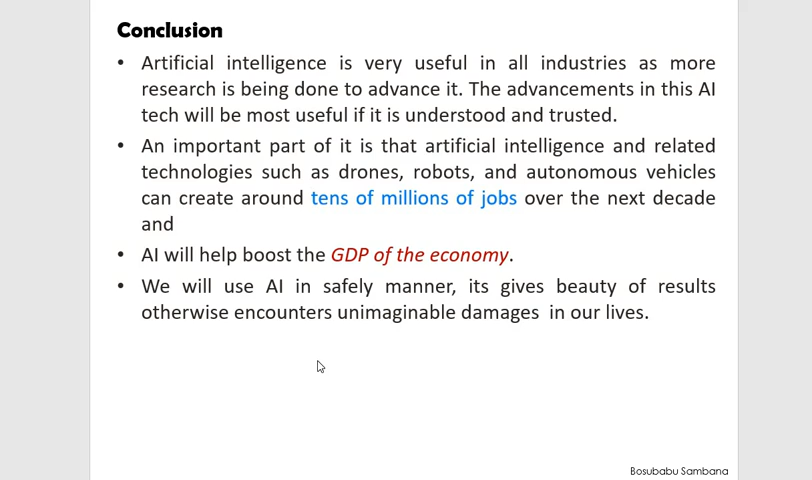 Conclusion
• Artificial intelligence is very useful in all industries as more
research is being done to advance it. The advancements in this AI
tech will be most useful if it is understood and trusted.
• An important part of it is that artificial intelligence and related
technologies such as drones, robots, and autonomous vehicles
can create around tens of millions of jobs over the next decade
and
• AI will help boost the GDP of the economy.
• We will use AI in safely manner, its gives beauty of results
otherwise encounters unimaginable damages in our lives.
Bosubabu Sambana